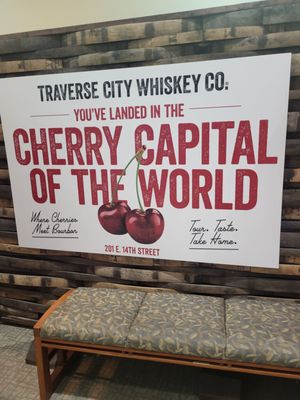 TRAVERSE CITY WHISKEY CO.
YOU'VE LANDED IN THE
CHERRY CAPITAL
OF THE WORLD
Where Cherries
Meet Bourbon.
Tour. Taste.
Take Home.
201 E. 14TH STREET